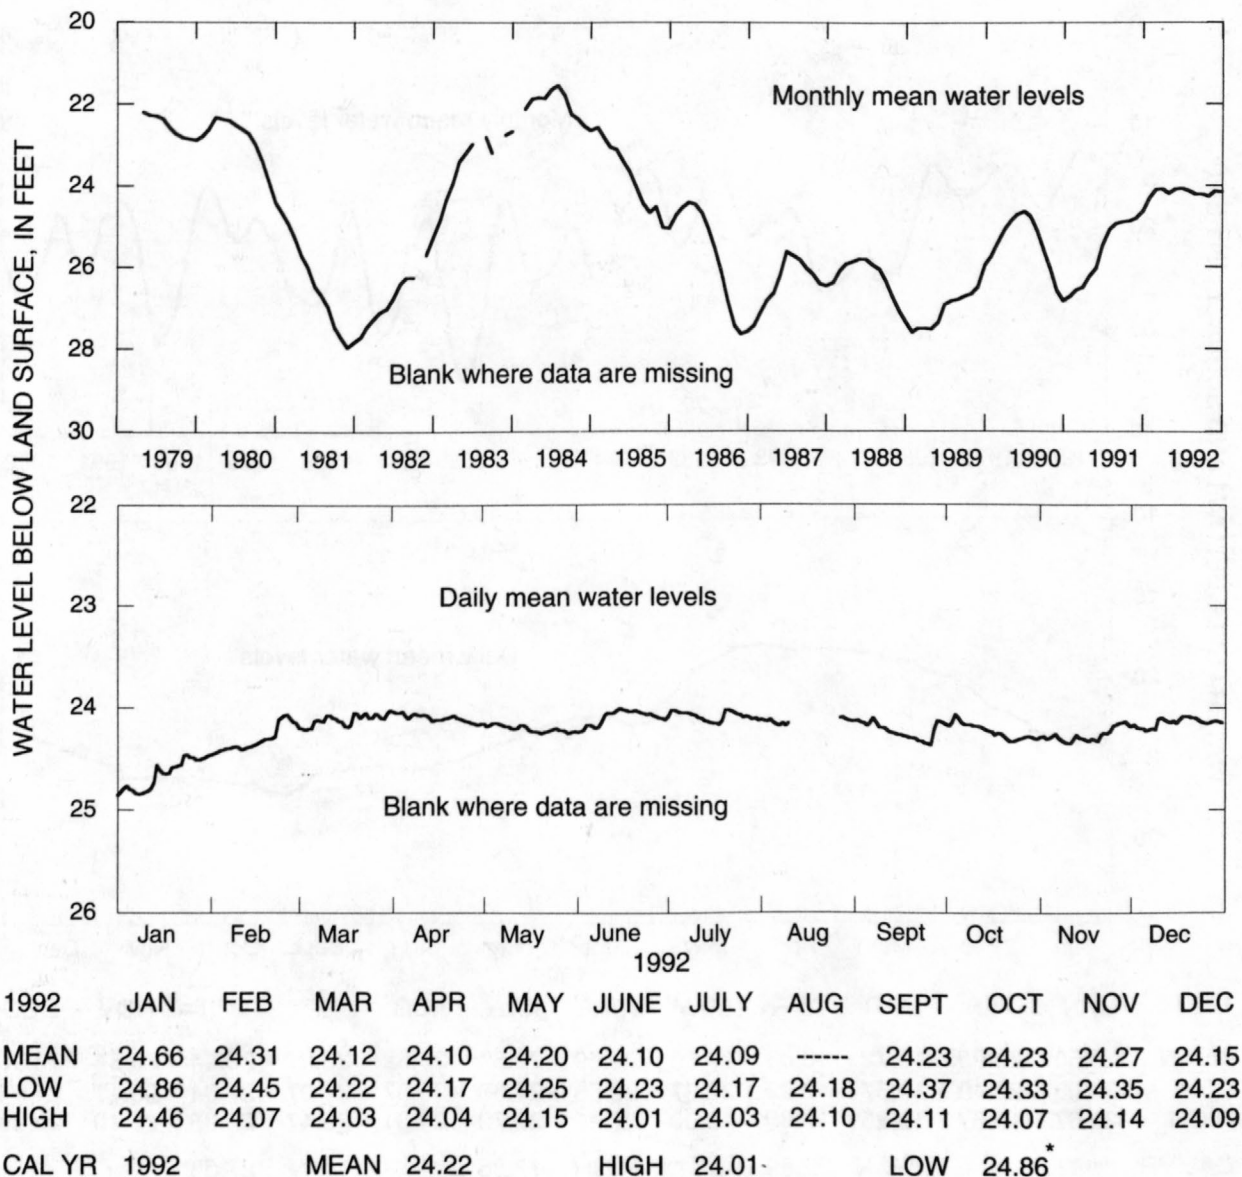 WATER LEVEL BELOW LAND SURFACE, IN FEET
20
22
24
26
28
30
Monthly mean water levels
Blank where data are missing
1979 1980 1981 1982 1983 1984 1985 1986 1987 1988 1989 1990 1991 1992
22
23
24
25
26
Daily mean water levels
Blank where data are missing
Jan Feb Mar Apr May June July Aug Sept Oct Nov Dec
1992
1992 JAN FEB MAR APR MAY JUNE JULY AUG SEPT OCT NOV DEC
MEAN 24.66 24.31 24.12 24.10 24.20 24.10 24.09 ------ 24.23 24.23 24.27 24.15
LOW 24.86 24.45 24.22 24.17 24.25 24.23 24.17 24.18 24.37 24.33 24.35 24.23
HIGH 24.46 24.07 24.03 24.04 24.15 24.01 24.03 24.10 24.11 24.07 24.14 24.09
CAL YR 1992 MEAN 24.22 HIGH 24.01 LOW 24.86*